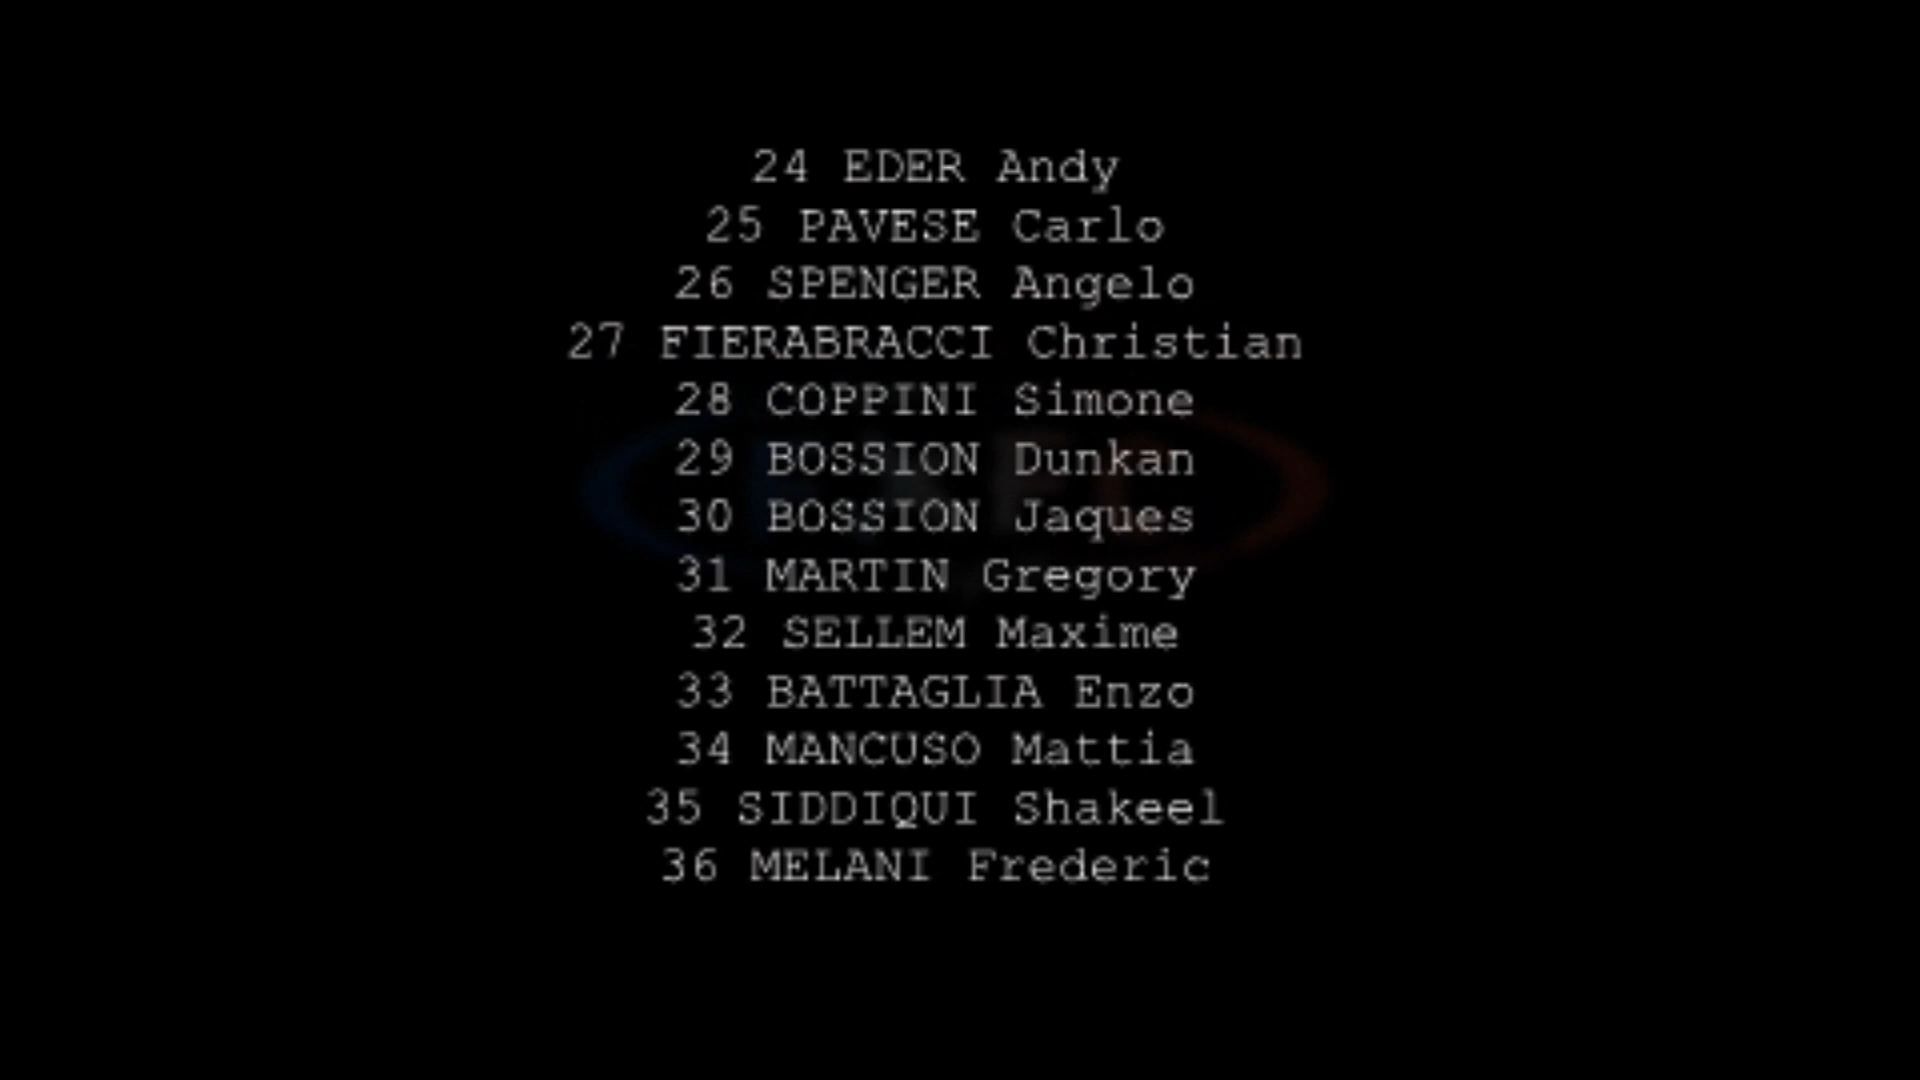 24 EDER Andy
25 PAVESE Carlo
26 SPENGER Angelo
27 FIERABRACCI Christian
28 COPPINI Simone
29 BOSSION Dunkan
30 BOSSION Jaques
31 MARTIN Gregory
32 SELLEM Maxime
33 BATTAGLIA Enzo
34 MANCUSO Mattia
35 SIDDIQUI Shakeel
36 MELANI Frederic